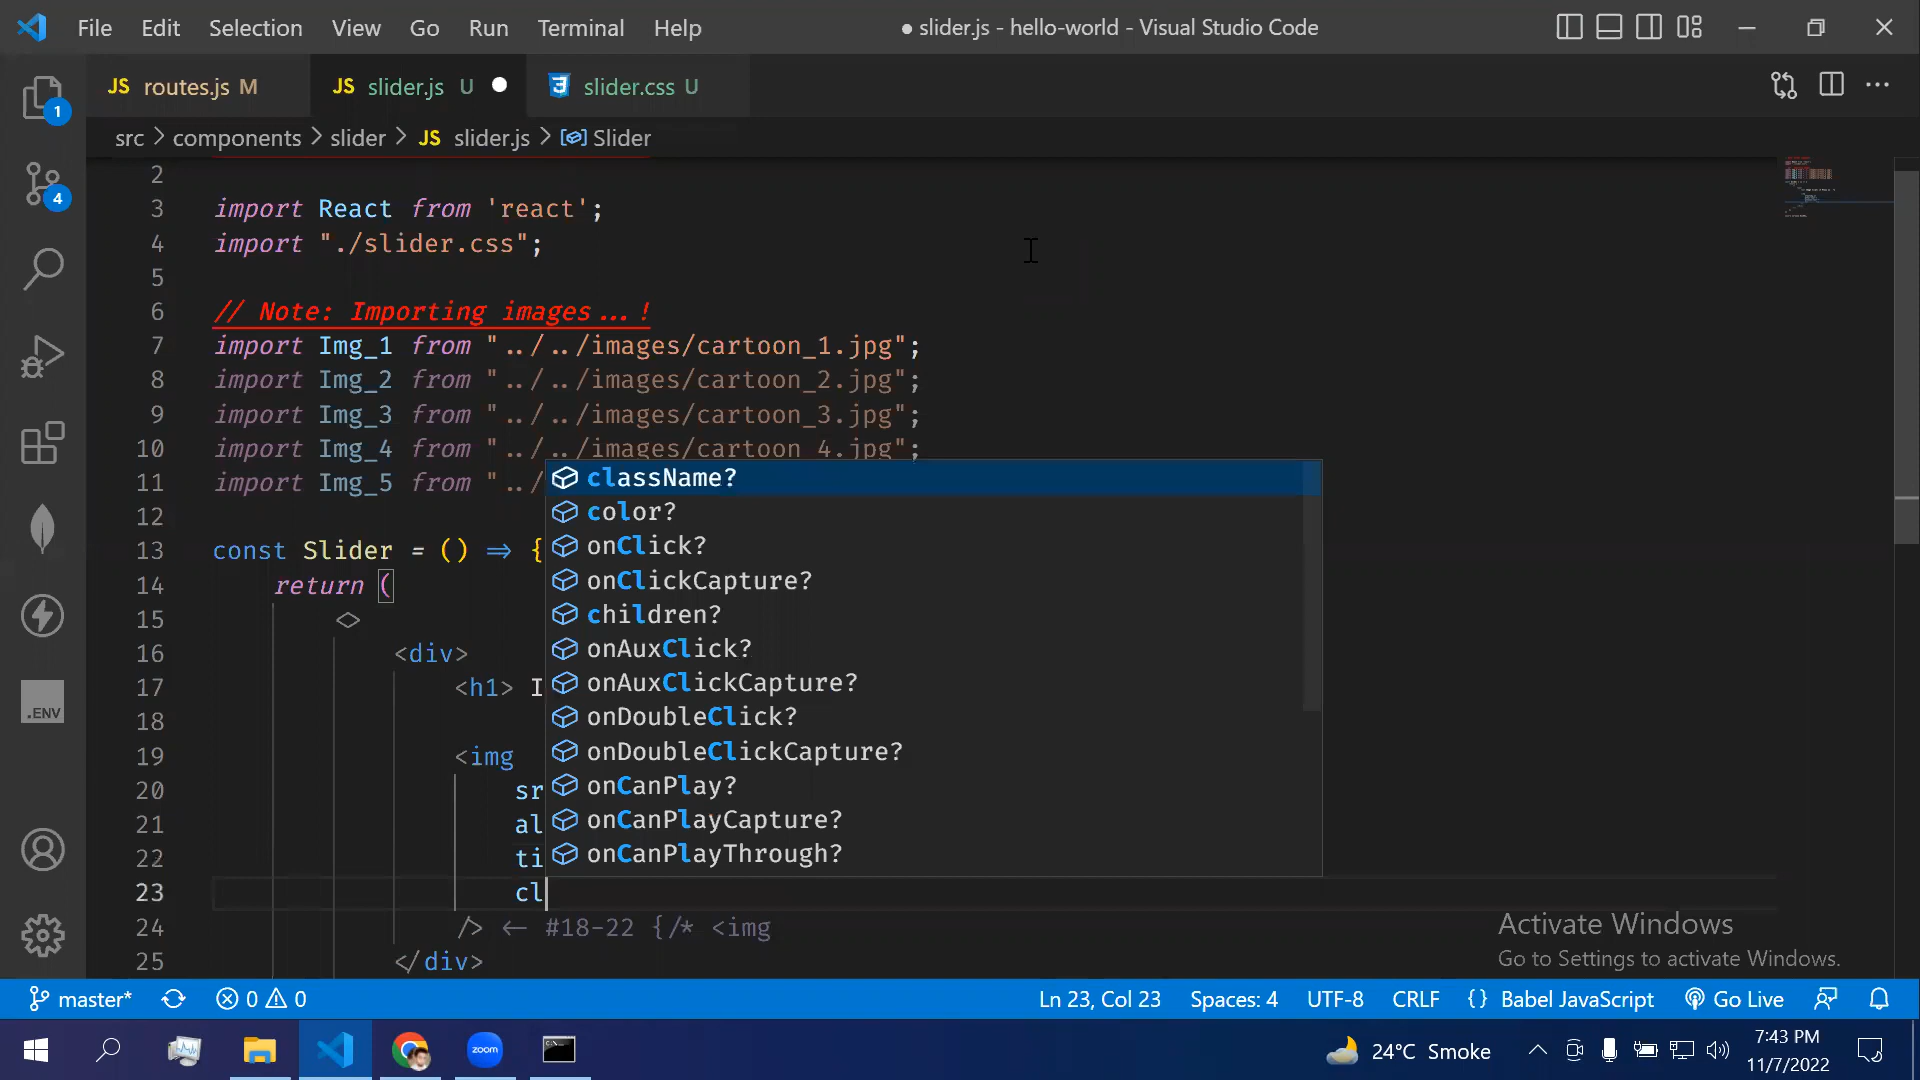 File Edit Selection View Go Run Terminal Help ● slider.js - hello-world - Visual Studio Code
JS routes.js M JS slider.js U slider.css U
src > components > slider > JS slider.js > Slider
1
4
.ENV
2
3 import React from 'react';
4 import "./slider.css";
5
6 // Note: Importing images...!
7 import Img_1 from "../../images/cartoon_1.jpg";
8 import Img_2 from "../../images/cartoon_2.jpg";
9 import Img_3 from "../../images/cartoon_3.jpg";
10 import Img_4 from "../../images/cartoon_4.jpg";
11 import Img_5 from "../
12
13 const Slider = () => {
14 return (
15 <>
16 <div>
17 <h1> I
18
19 <img
20 sr
21 al
22 ti
23 cl
24 /> <- #18-22 {/* <img
25 </div>
className?
color?
onClick?
onClickCapture?
children?
onAuxClick?
onAuxClickCapture?
onDoubleClick?
onDoubleClickCapture?
onCanPlay?
onCanPlayCapture?
onCanPlayThrough?
Activate Windows
Go to Settings to activate Windows.
master* 0 0 Ln 23, Col 23 Spaces: 4 UTF-8 CRLF {} Babel JavaScript Go Live
zoom
24°C Smoke
7:43 PM
11/7/2022